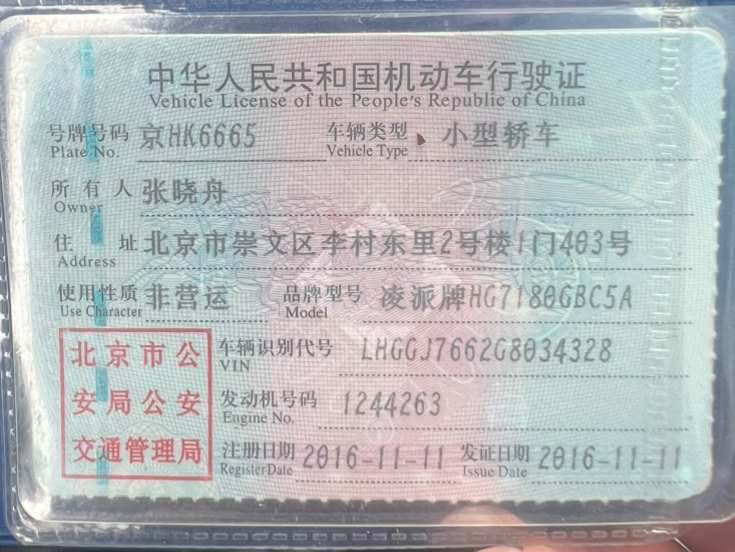 中华人民共和国机动车行驶证
Vehicle License of the People's Republic of China
号牌号码 京HK6665 车辆类型 小型轿车
Plate No. Vehicle Type
所有人 张晓舟
Owner
住址 北京市崇文区李村东里2号楼1门403号
Address
使用性质 非营运 品牌型号 凌派牌HG7180GBC5A
Use Character Model
北京市公 车辆识别代号 LHGGJ7662G8034328
VIN
安局公安 发动机号码 1244263
Engine No.
交通管理局 注册日期 2016-11-11 发证日期 2016-11-11
Register Date Issue Date